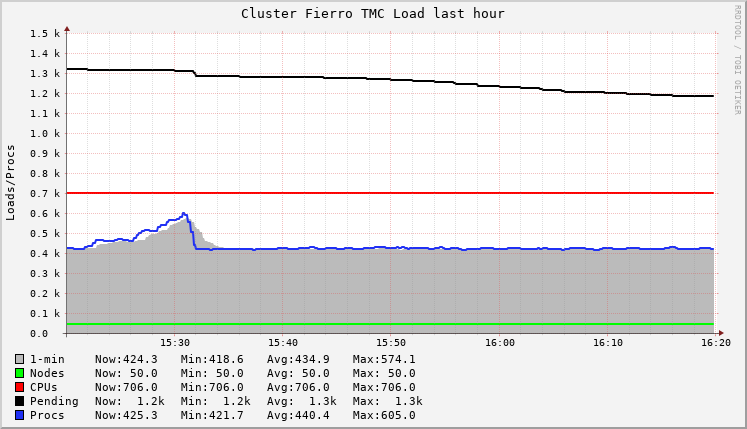 Cluster Fierro TMC Load last hour
RRDTOOL / TOBI OETIKER
Loads/Procs
1.5 k
1.4 k
1.3 k
1.2 k
1.1 k
1.0 k
0.9 k
0.8 k
0.7 k
0.6 k
0.5 k
0.4 k
0.3 k
0.2 k
0.1 k
0.0
15:30 15:40 15:50 16:00 16:10 16:20
1-min Now:424.3 Min:418.6 Avg:434.9 Max:574.1
Nodes Now: 50.0 Min: 50.0 Avg: 50.0 Max: 50.0
CPUs Now:706.0 Min:706.0 Avg:706.0 Max:706.0
Pending Now: 1.2k Min: 1.2k Avg: 1.3k Max: 1.3k
Procs Now:425.3 Min:421.7 Avg:440.4 Max:605.0